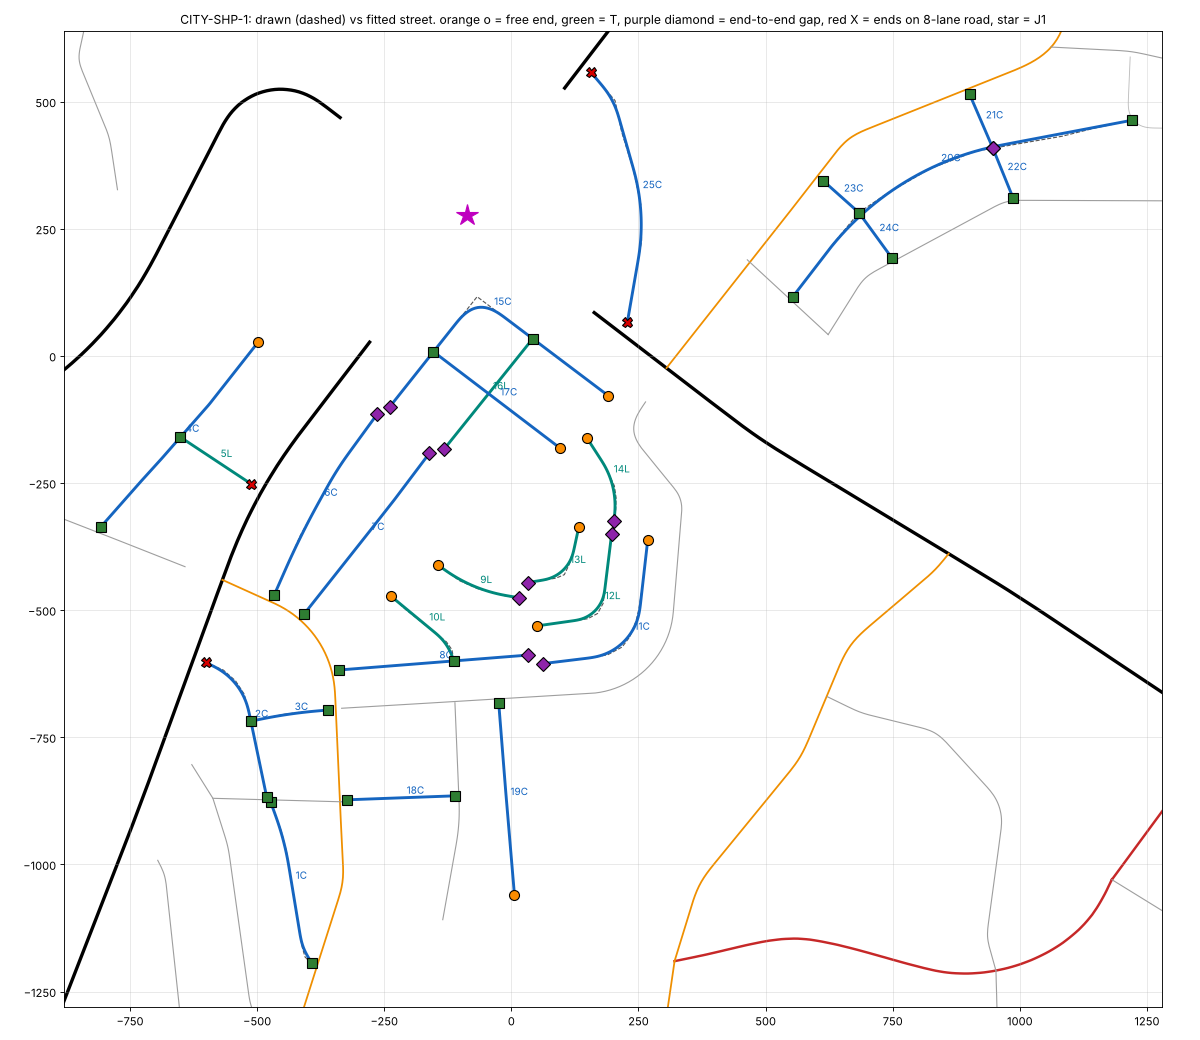 CITY-SHP-1: drawn (dashed) vs fitted street. orange o = free end, green = T, purple diamond = end-to-end gap, red X = ends on 8-lane road, star = J1
500
250
0
−250
−500
−750
−1000
−1250
−750
−500
−250
0
250
500
750
1000
1250
21C
20C
22C
25C
23C
24C
15C
16L
17C
4C
5L
14L
6C
7C
13L
9L
12L
10L
11C
8C
3C
2C
18C
19C
1C